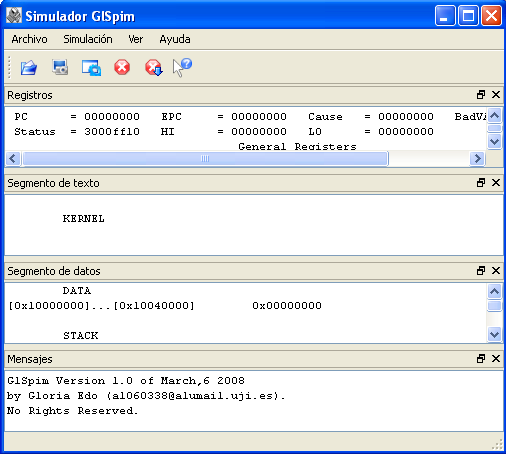 Simulador GlSpim
Archivo Simulación Ver Ayuda
Registros
PC = 00000000 EPC = 00000000 Cause = 00000000
Status = 3000ff10 HI = 00000000 LO = 00000000
General Registers
Segmento de texto
KERNEL
Segmento de datos
DATA
[0x10000000]...[0x10040000] 0x00000000
STACK
Mensajes
GlSpim Version 1.0 of March,6 2008
by Gloria Edo (al060338@alumail.uji.es).
No Rights Reserved.